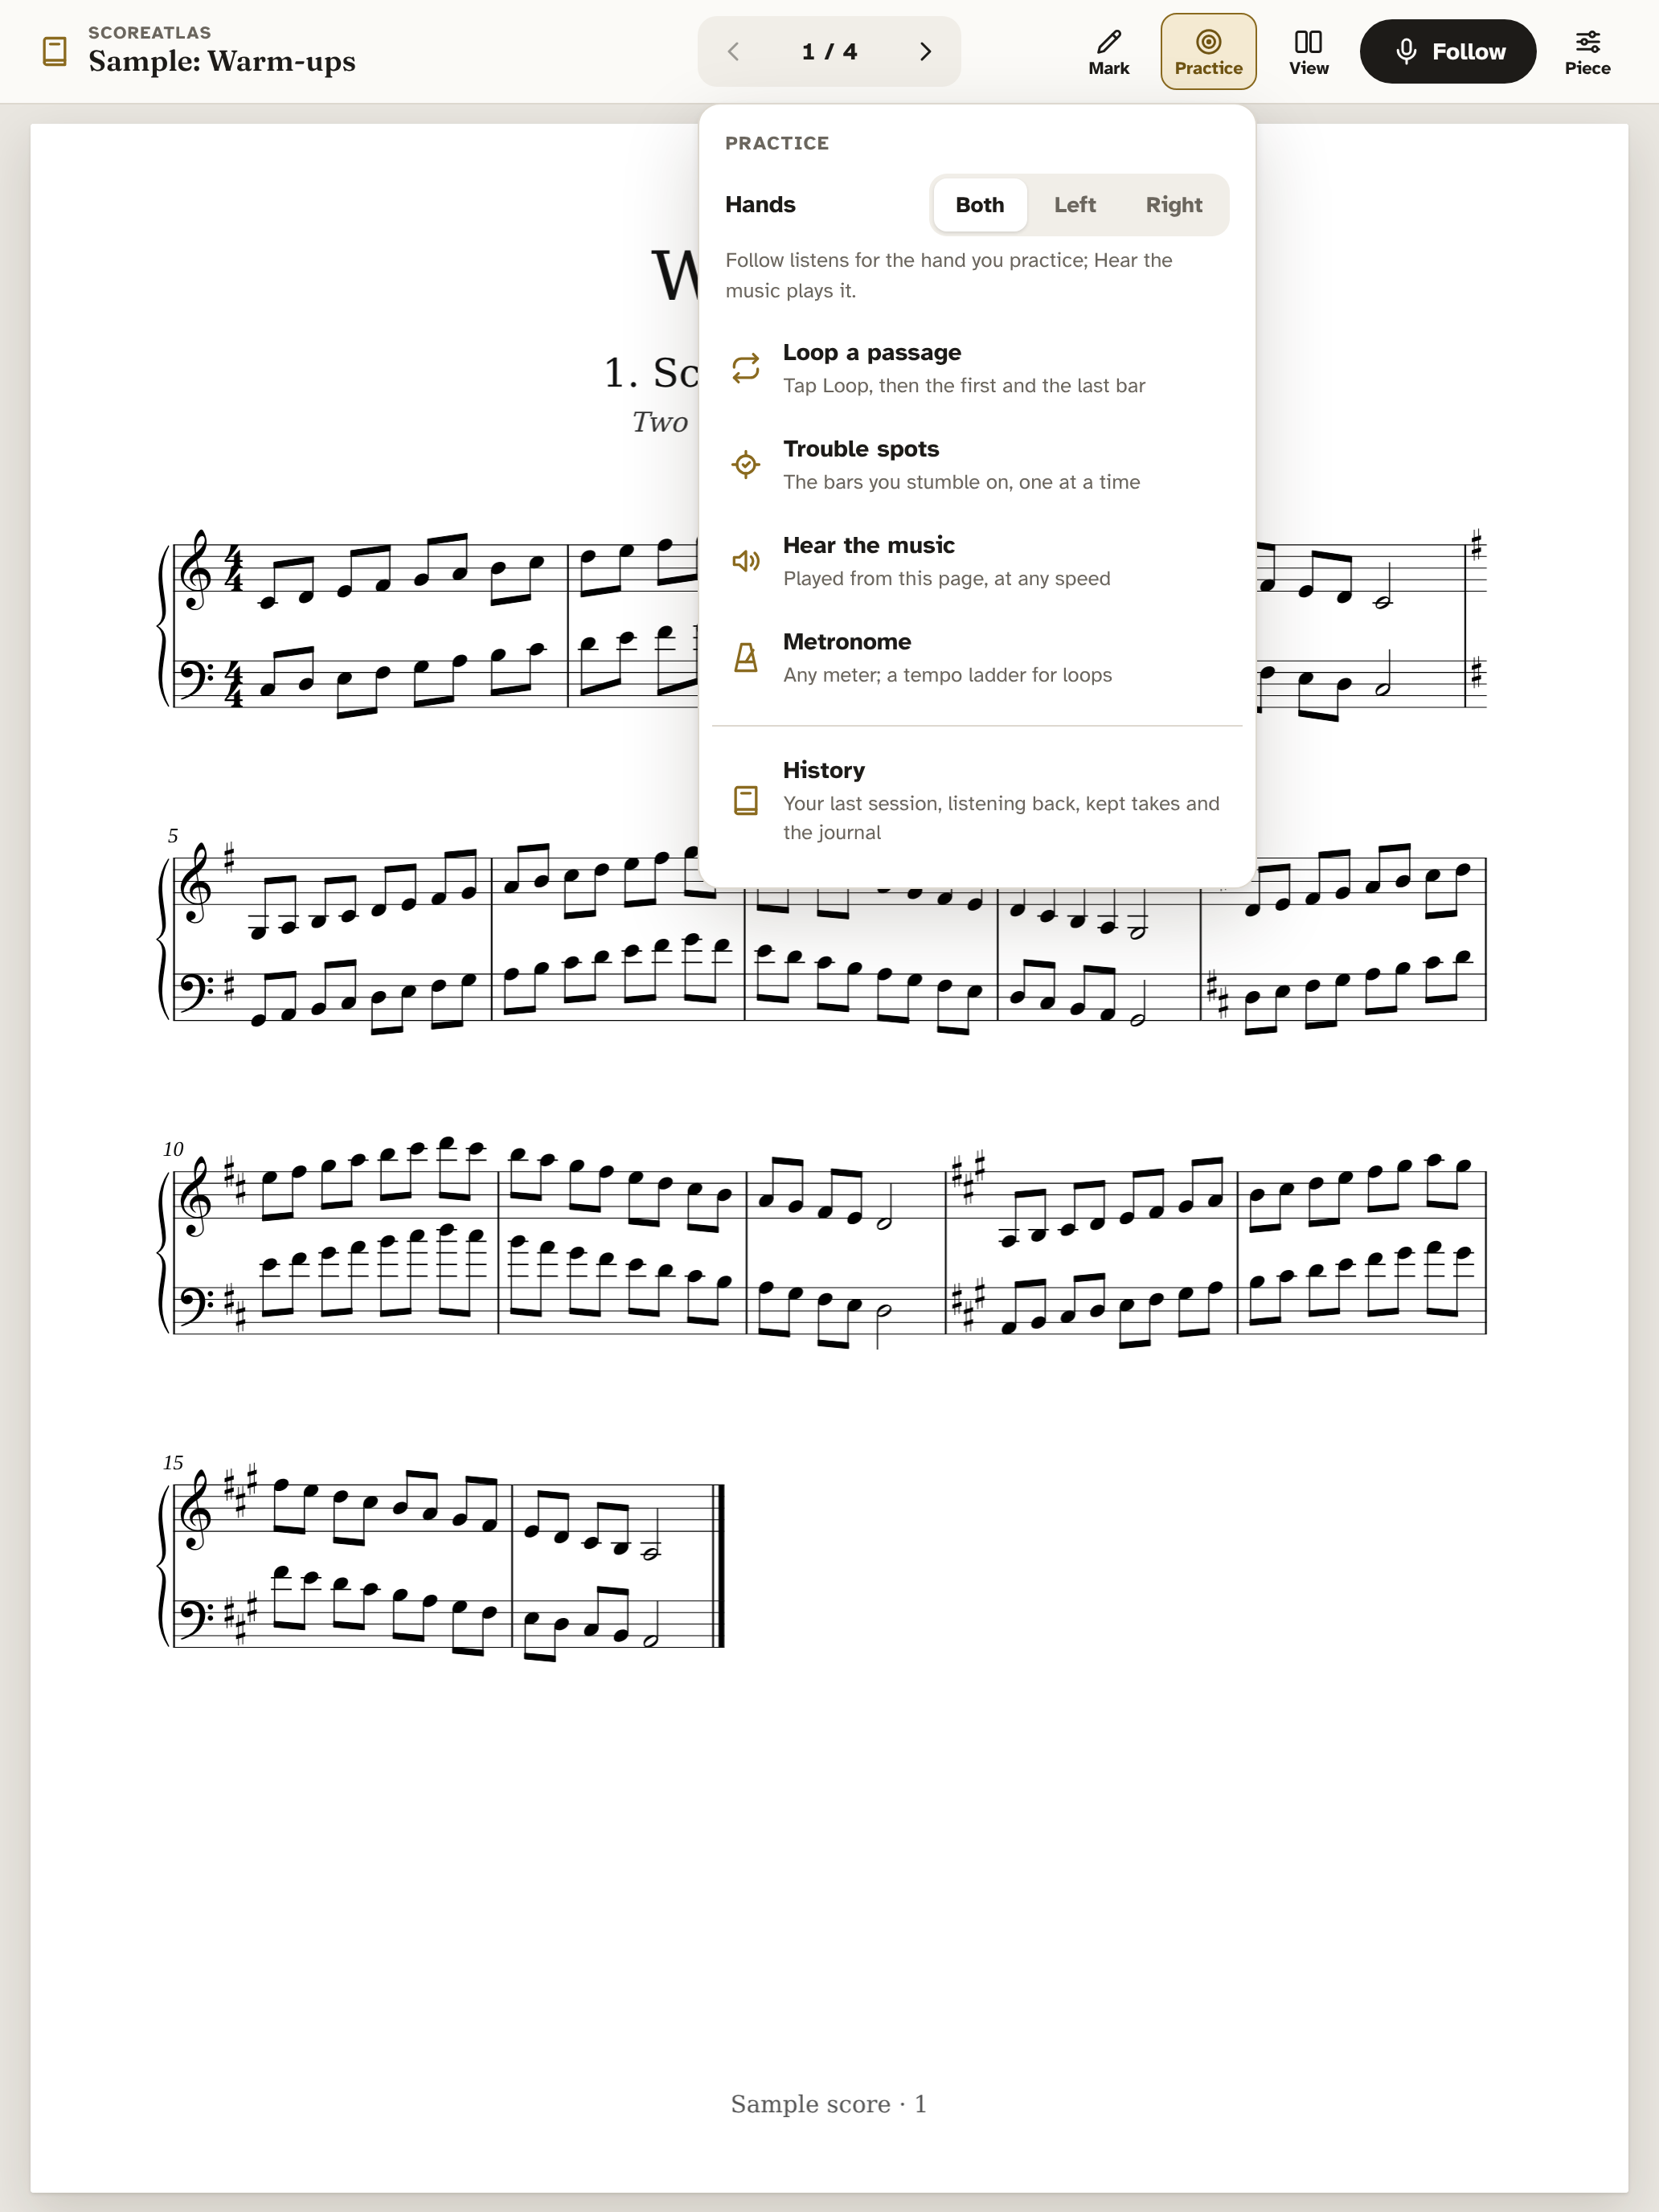 SCOREATLAS
Sample: Warm-ups
1 / 4
Mark
Practice
View
Follow
Piece
PRACTICE
Hands
Both
Left
Right
Follow listens for the hand you practice; Hear the
music plays it.
Loop a passage
Tap Loop, then the first and the last bar
Trouble spots
The bars you stumble on, one at a time
Hear the music
Played from this page, at any speed
Metronome
Any meter; a tempo ladder for loops
History
Your last session, listening back, kept takes and
the journal
1.
Two
5
10
15
Sample score · 1